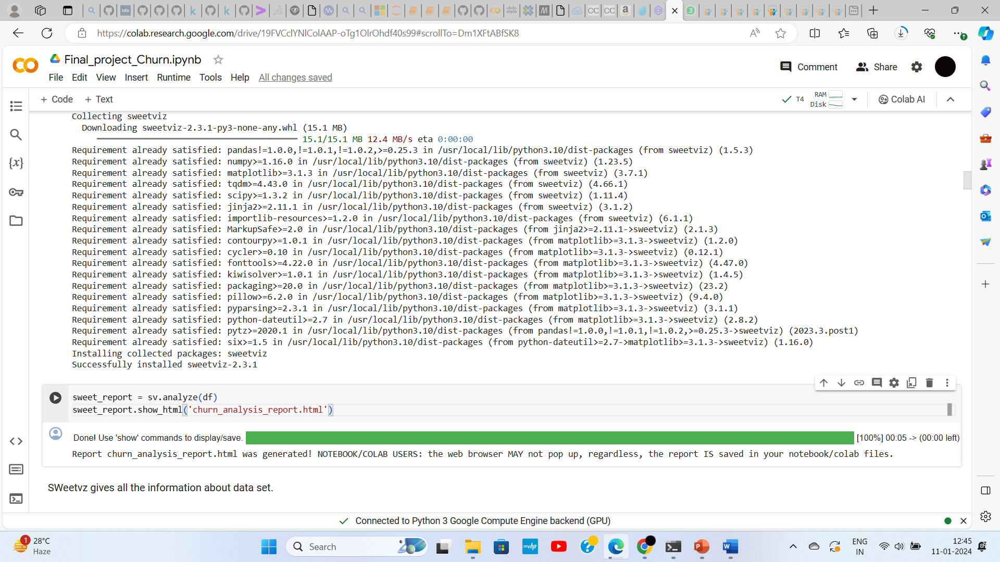 https://colab.research.google.com/drive/19FVCclYNlColAAP-oTg1OlrOhdf40s99#scrollTo=Dm1XFtABfSK8
Final_project_Churn.ipynb
Comment
Share
File Edit View Insert Runtime Tools Help All changes saved
+ Code + Text
T4
RAM
Disk
Colab AI
Collecting sweetviz
Downloading sweetviz-2.3.1-py3-none-any.whl (15.1 MB)
15.1/15.1 MB 12.4 MB/s eta 0:00:00
Requirement already satisfied: pandas!=1.0.0,!=1.0.1,!=1.0.2,>=0.25.3 in /usr/local/lib/python3.10/dist-packages (from sweetviz) (1.5.3)
Requirement already satisfied: numpy>=1.16.0 in /usr/local/lib/python3.10/dist-packages (from sweetviz) (1.23.5)
Requirement already satisfied: matplotlib>=3.1.3 in /usr/local/lib/python3.10/dist-packages (from sweetviz) (3.7.1)
Requirement already satisfied: tqdm>=4.43.0 in /usr/local/lib/python3.10/dist-packages (from sweetviz) (4.66.1)
Requirement already satisfied: scipy>=1.3.2 in /usr/local/lib/python3.10/dist-packages (from sweetviz) (1.11.4)
Requirement already satisfied: jinja2>=2.11.1 in /usr/local/lib/python3.10/dist-packages (from sweetviz) (3.1.2)
Requirement already satisfied: importlib-resources>=1.2.0 in /usr/local/lib/python3.10/dist-packages (from sweetviz) (6.1.1)
Requirement already satisfied: MarkupSafe>=2.0 in /usr/local/lib/python3.10/dist-packages (from jinja2>=2.11.1->sweetviz) (2.1.3)
Requirement already satisfied: contourpy>=1.0.1 in /usr/local/lib/python3.10/dist-packages (from matplotlib>=3.1.3->sweetviz) (1.2.0)
Requirement already satisfied: cycler>=0.10 in /usr/local/lib/python3.10/dist-packages (from matplotlib>=3.1.3->sweetviz) (0.12.1)
Requirement already satisfied: fonttools>=4.22.0 in /usr/local/lib/python3.10/dist-packages (from matplotlib>=3.1.3->sweetviz) (4.47.0)
Requirement already satisfied: kiwisolver>=1.0.1 in /usr/local/lib/python3.10/dist-packages (from matplotlib>=3.1.3->sweetviz) (1.4.5)
Requirement already satisfied: packaging>=20.0 in /usr/local/lib/python3.10/dist-packages (from matplotlib>=3.1.3->sweetviz) (23.2)
Requirement already satisfied: pillow>=6.2.0 in /usr/local/lib/python3.10/dist-packages (from matplotlib>=3.1.3->sweetviz) (9.4.0)
Requirement already satisfied: pyparsing>=2.3.1 in /usr/local/lib/python3.10/dist-packages (from matplotlib>=3.1.3->sweetviz) (3.1.1)
Requirement already satisfied: python-dateutil>=2.7 in /usr/local/lib/python3.10/dist-packages (from matplotlib>=3.1.3->sweetviz) (2.8.2)
Requirement already satisfied: pytz>=2020.1 in /usr/local/lib/python3.10/dist-packages (from pandas!=1.0.0,!=1.0.1,!=1.0.2,>=0.25.3->sweetviz) (2023.3.post1)
Requirement already satisfied: six>=1.5 in /usr/local/lib/python3.10/dist-packages (from python-dateutil>=2.7->matplotlib>=3.1.3->sweetviz) (1.16.0)
Installing collected packages: sweetviz
Successfully installed sweetviz-2.3.1
sweet_report = sv.analyze(df)
sweet_report.show_html('churn_analysis_report.html')
Done! Use 'show' commands to display/save. [100%] 00:05 -> (00:00 left)
Report churn_analysis_report.html was generated! NOTEBOOK/COLAB USERS: the web browser MAY not pop up, regardless, the report IS saved in your notebook/colab files.
SWeetvz gives all the information about data set.
Connected to Python 3 Google Compute Engine backend (GPU)
1
28°C
Haze
Search
myhp
ENG
IN
12:45
11-01-2024